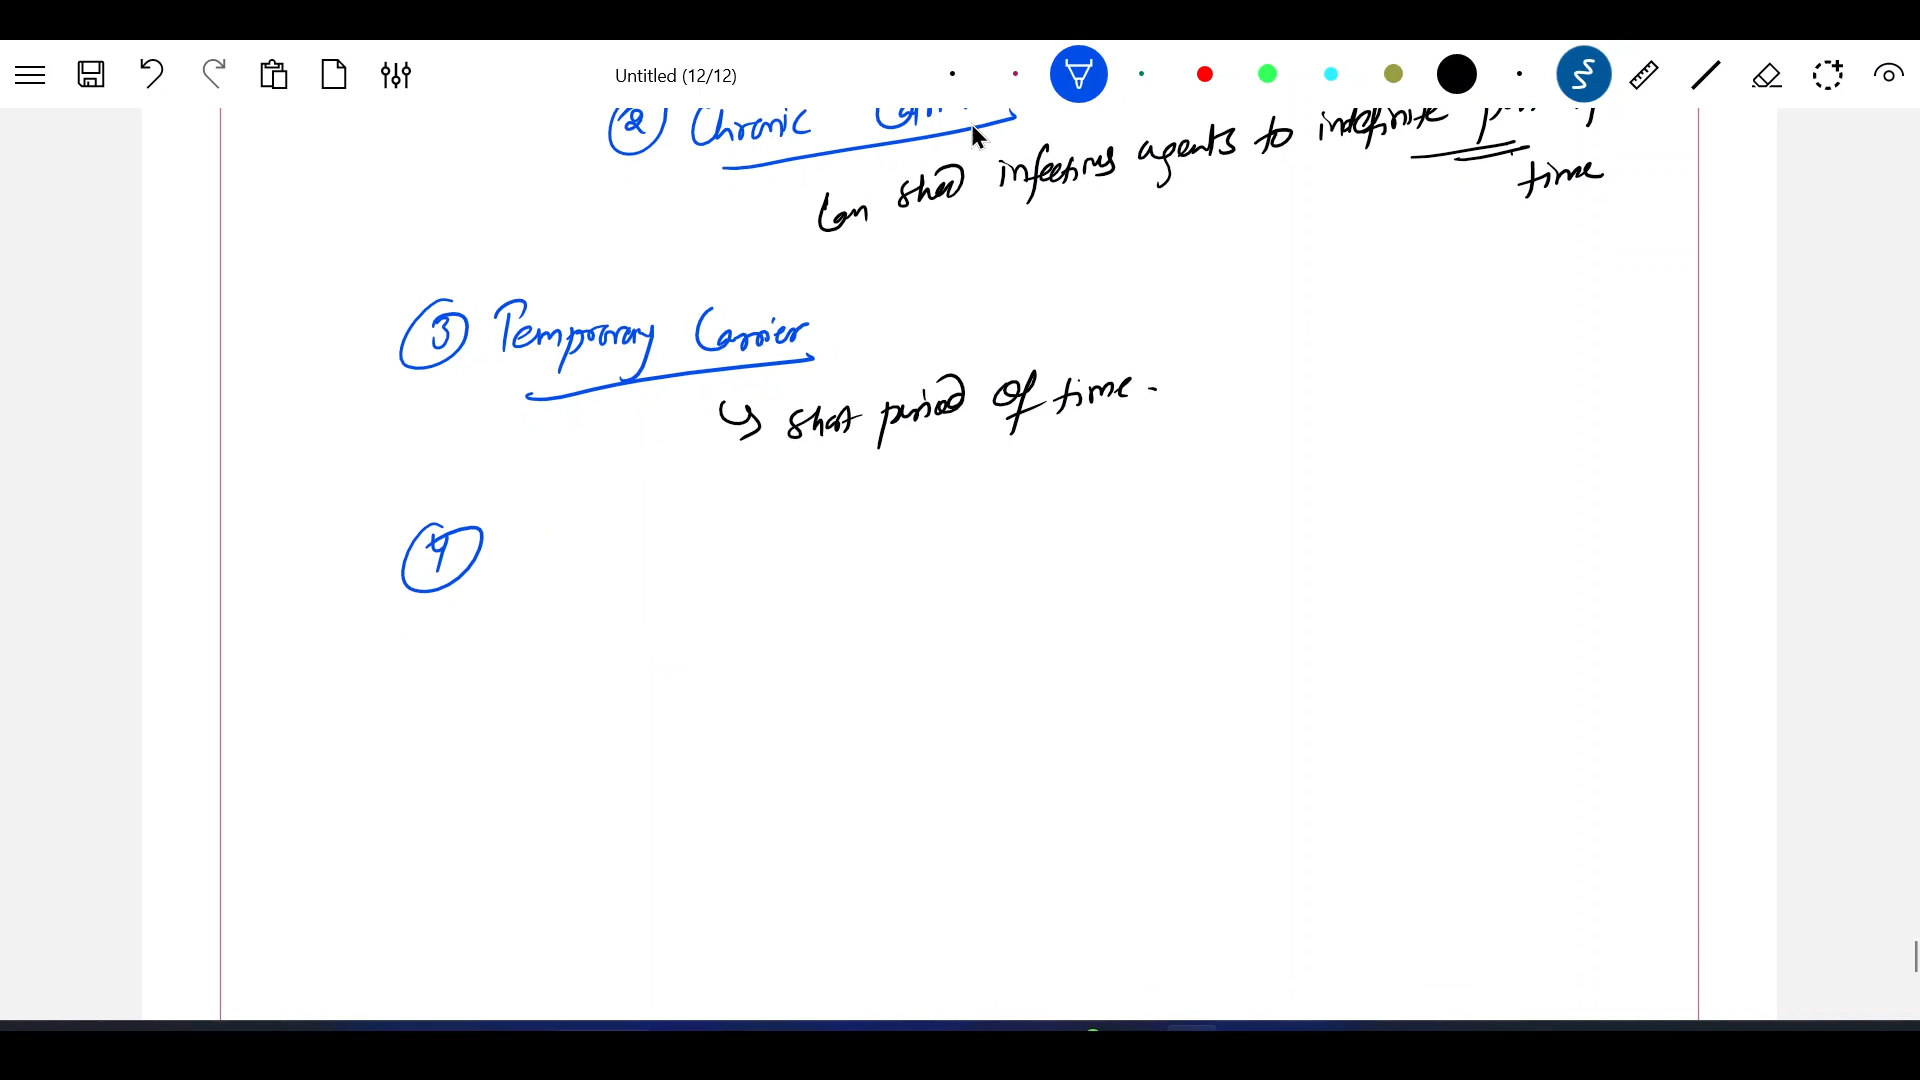 Untitled (12/12)
② Chronic
Can shed infectious agents to indefinite
time
③ Temporary Carrier
↳ short period of time.
④